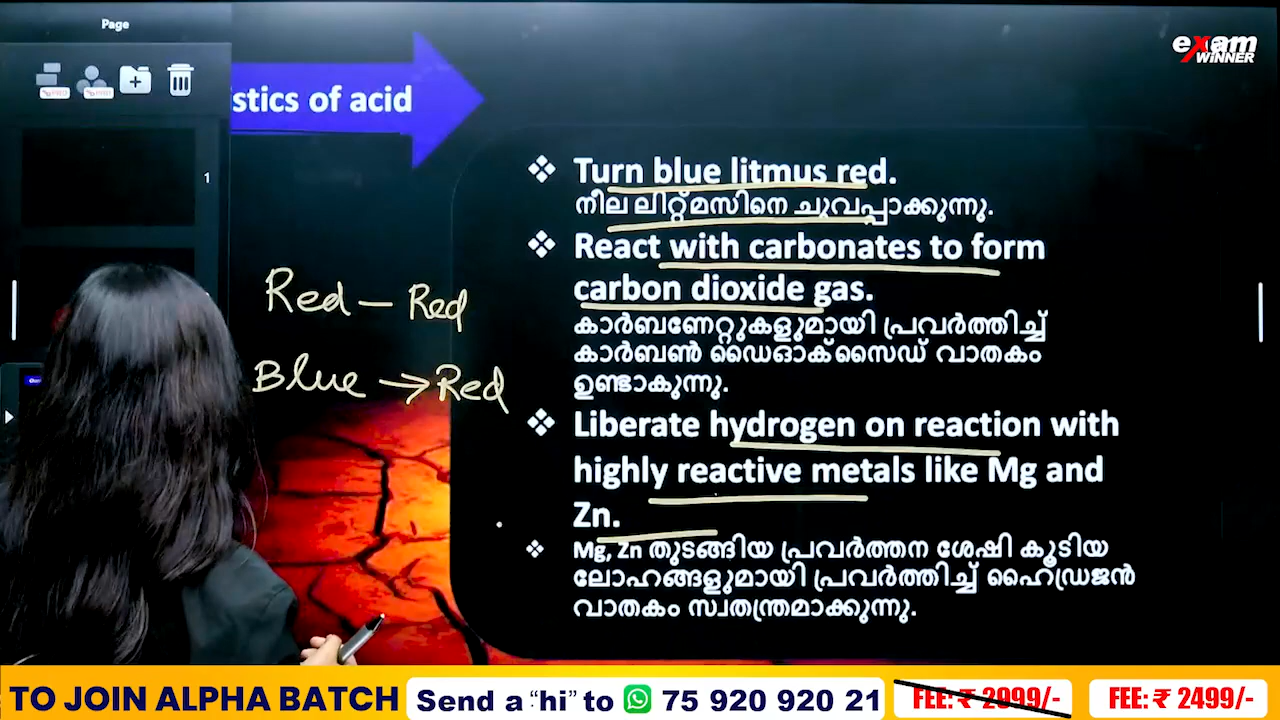 Page
exam
WiNNER
stics of acid
1
❖ Turn blue litmus red.
നീല ലിറ്റ്മസിനെ ചുവപ്പാക്കുന്നു.
❖ React with carbonates to form
carbon dioxide gas.
കാർബണേറ്റുകളുമായി പ്രവർത്തിച്ച്
കാർബൺ ഡൈഓക്സൈഡ് വാതകം
ഉണ്ടാകുന്നു.
Red – Red
Blue → Red
❖ Liberate hydrogen on reaction with
highly reactive metals like Mg and
Zn.
❖ Mg, Zn തുടങ്ങിയ പ്രവർത്തന ശേഷി കൂടിയ
ലോഹങ്ങളുമായി പ്രവർത്തിച്ച് ഹൈഡ്രജൻ
വാതകം സ്വതന്ത്രമാക്കുന്നു.
TO JOIN ALPHA BATCH Send a “hi” to 75 920 920 21 FEE: ₹ 2999/- FEE: ₹ 2499/-